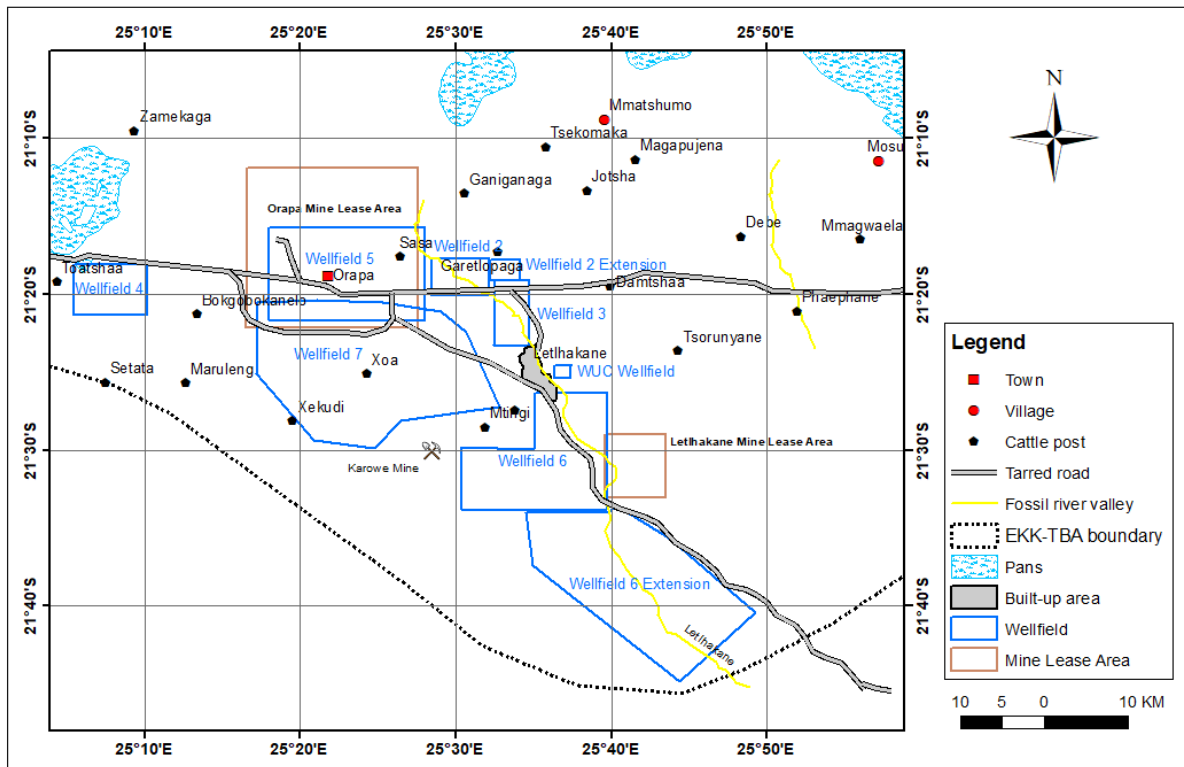 25°10'E 25°20'E 25°30'E 25°40'E 25°50'E
N
Zamekaga
Mmatshumo
21°10'S
21°10'S
Tsekomaka
Magapujena
Mosu
Ganiganaga
Jotsha
Orapa Mine Lease Area
Debe
Mmagwaela
Sasa
Wellfield 2
Wellfield 5
Garetlopaga
Wellfield 2 Extension
Toatshaa
Orapa
Damtshaa
Wellfield 4
21°20'S
21°20'S
Bokgobokanelo
Phaephane
Wellfield 3
Tsorunyane
Letlhakane
Wellfield 7
Xoa
WUC Wellfield
Setata
Maruleng
Xekudi
Mtingi
Letlhakane Mine Lease Area
21°30'S
21°30'S
Karowe Mine
Wellfield 6
Wellfield 6 Extension
21°40'S
21°40'S
Letlhakane
25°10'E 25°20'E 25°30'E 25°40'E 25°50'E
Legend
Town
Village
Cattle post
Tarred road
Fossil river valley
EKK-TBA boundary
Pans
Built-up area
Wellfield
Mine Lease Area
10 5 0 10 KM